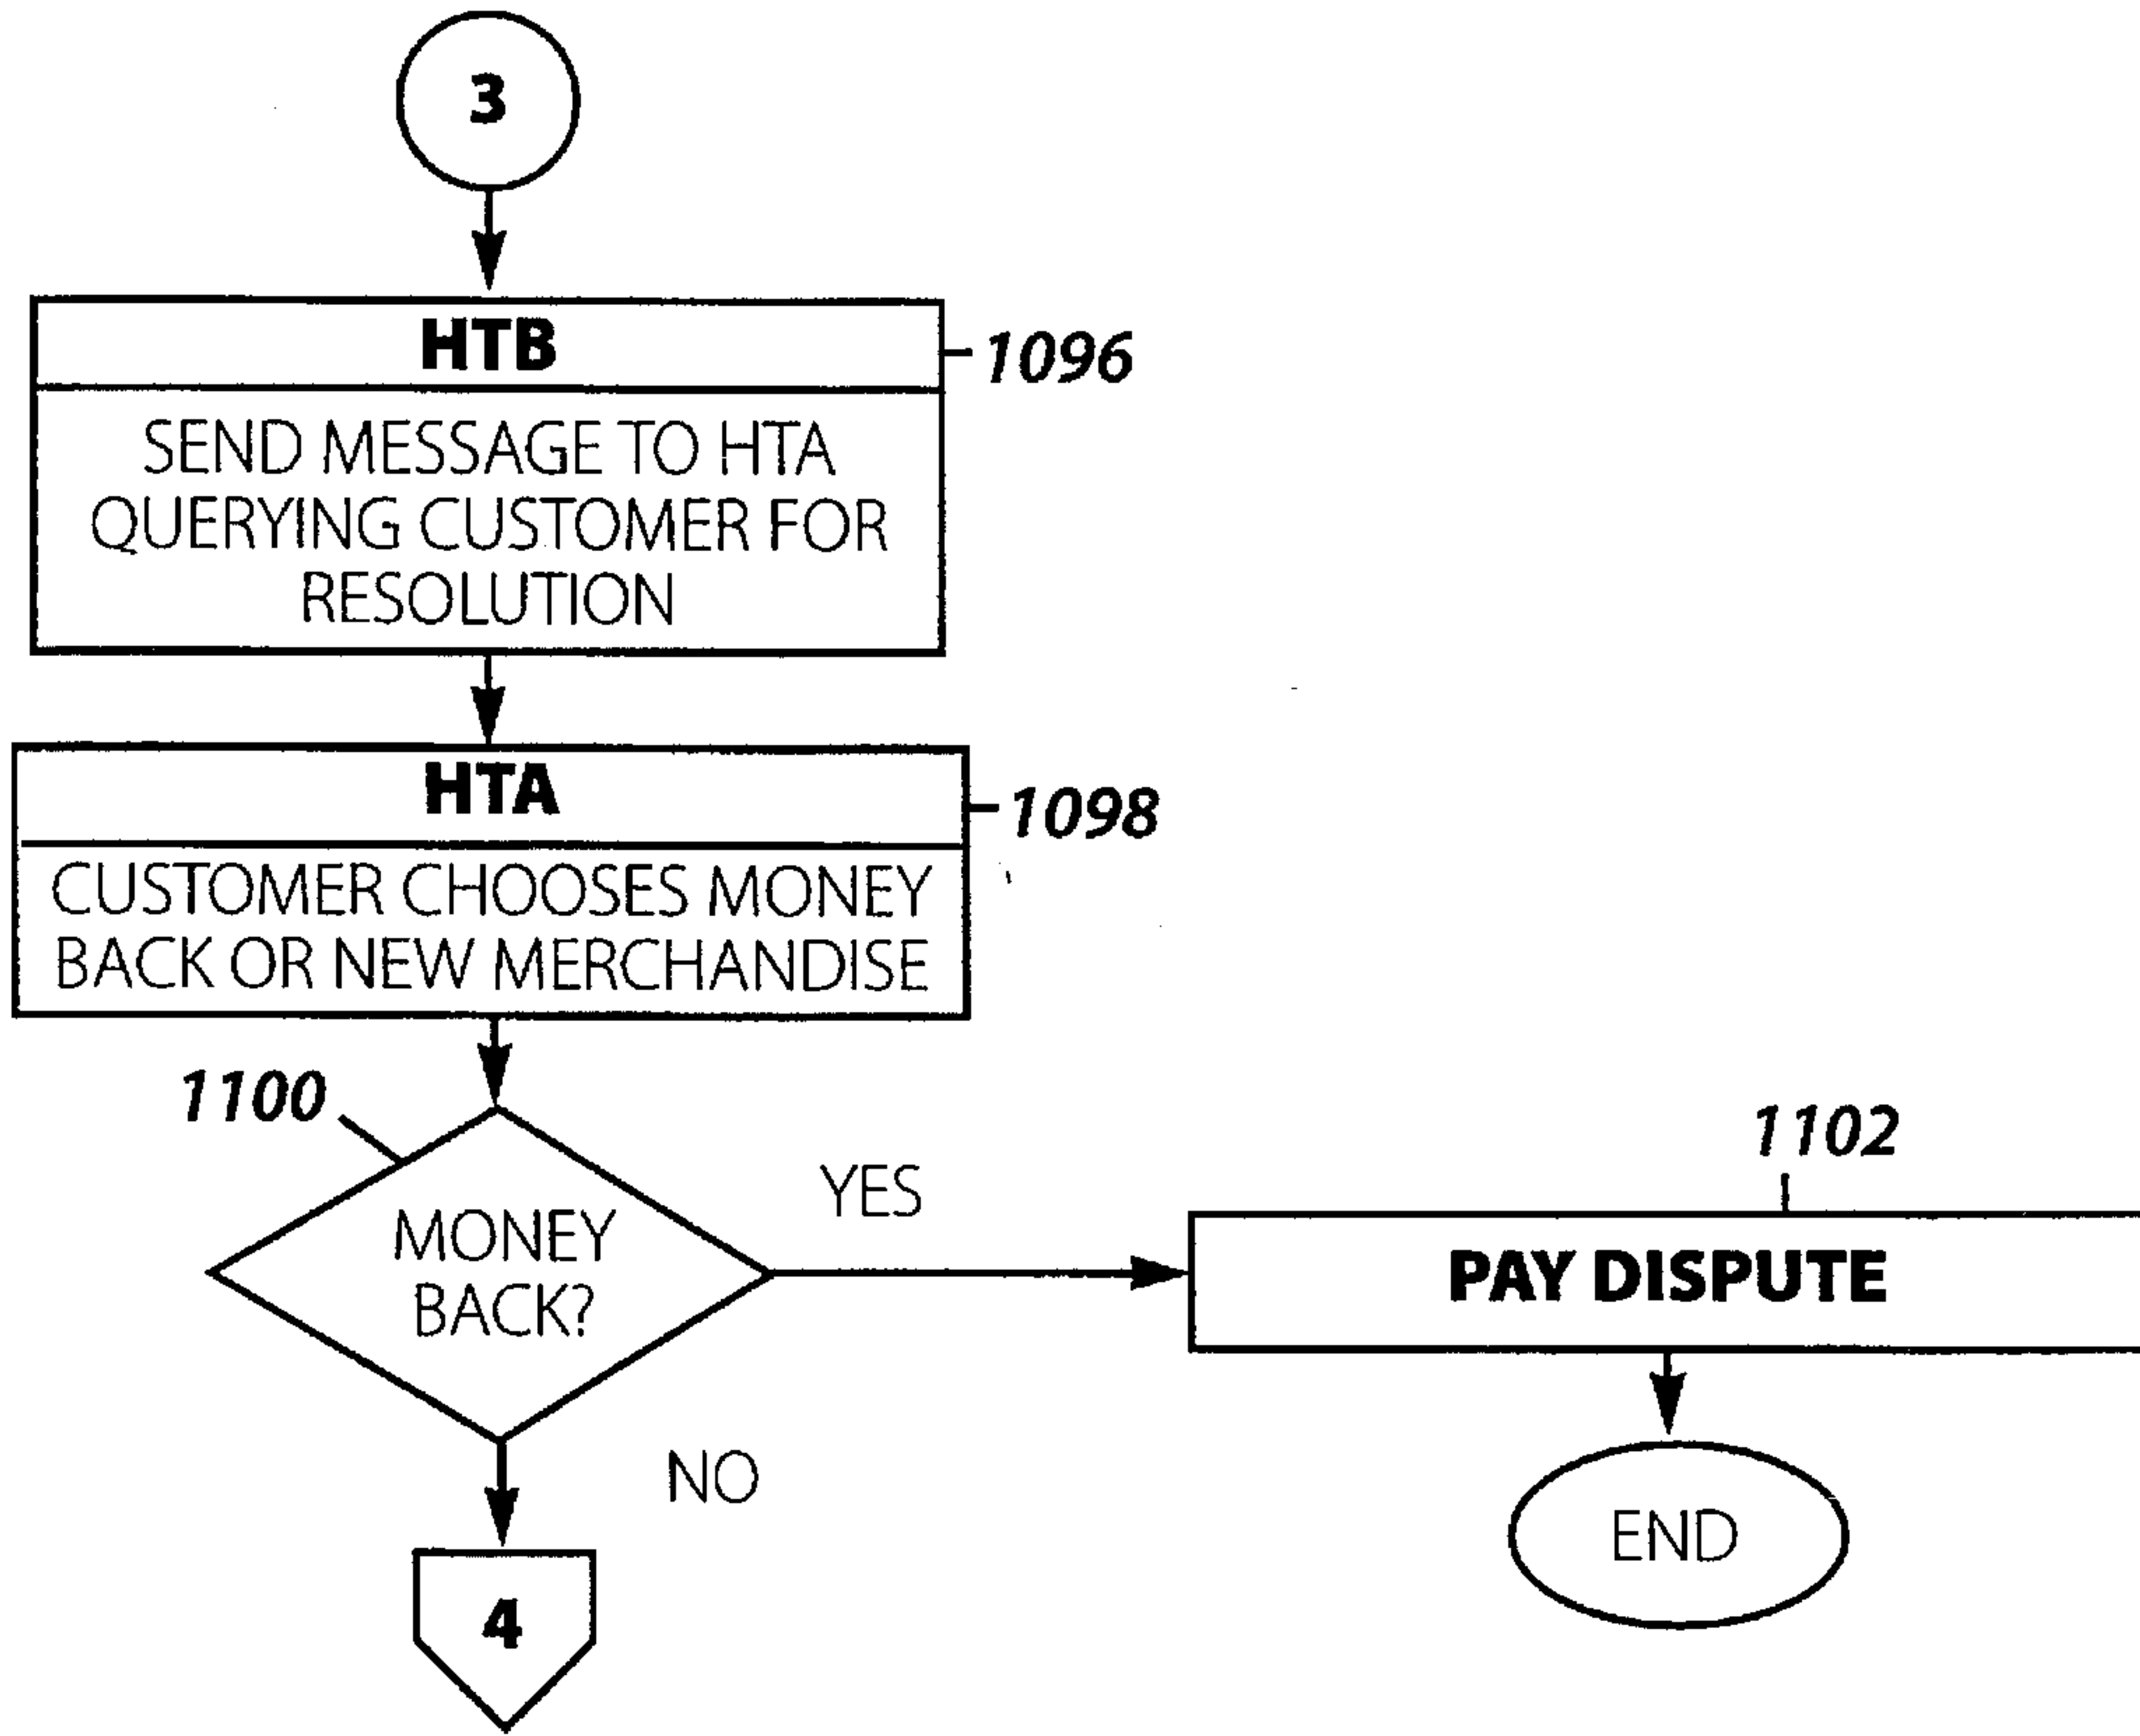 3
HTB
1096
SEND MESSAGE TO HTA
QUERYING CUSTOMER FOR
RESOLUTION
HTA
1098
CUSTOMER CHOOSES MONEY
BACK OR NEW MERCHANDISE
1100
MONEY
BACK?
YES
1102
PAY DISPUTE
NO
END
4